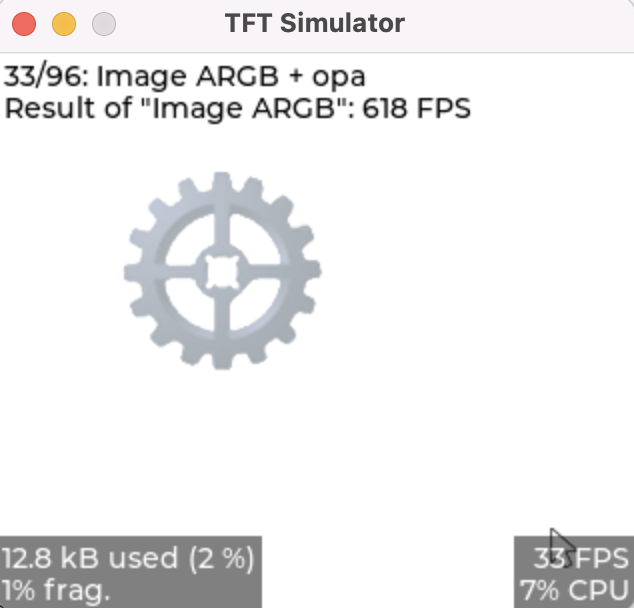 TFT Simulator
33/96: Image ARGB + opa
Result of "Image ARGB": 618 FPS
12.8 kB used (2 %)
1% frag.
33 FPS
7% CPU